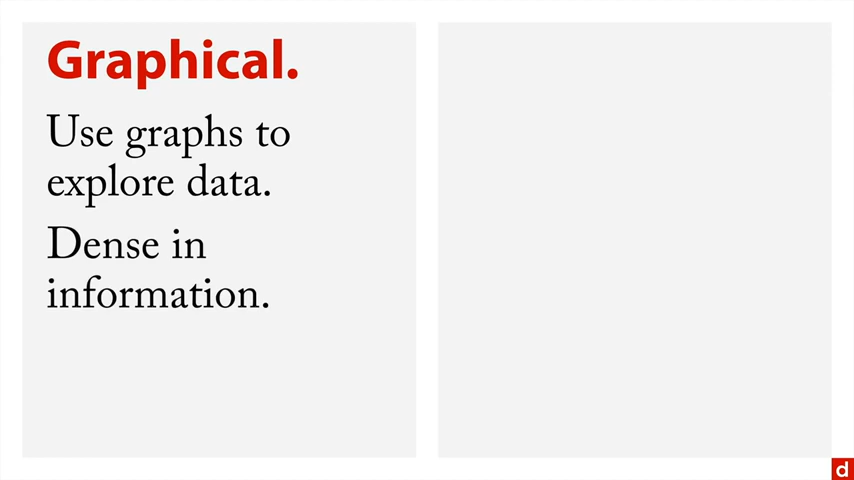 Graphical.
Use graphs to
explore data.
Dense in
information.
d